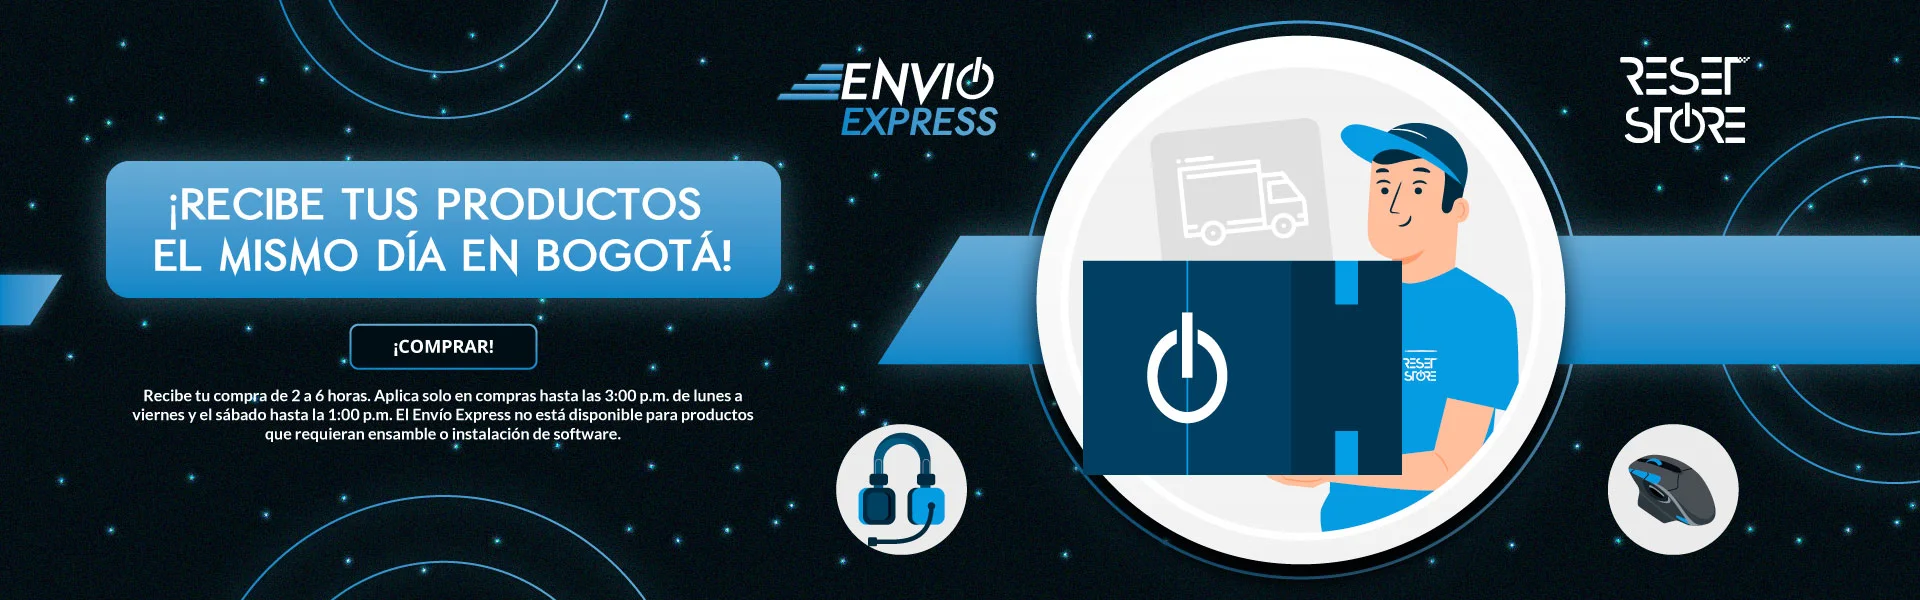 ENVIO
EXPRESS
RESET
STORE
¡RECIBE TUS PRODUCTOS
EL MISMO DÍA EN BOGOTÁ!
¡COMPRAR!
Recibe tu compra de 2 a 6 horas. Aplica solo en compras hasta las 3:00 p.m. de lunes a
viernes y el sábado hasta la 1:00 p.m. El Envío Express no está disponible para productos
que requieran ensamble o instalación de software.
RESET
STORE